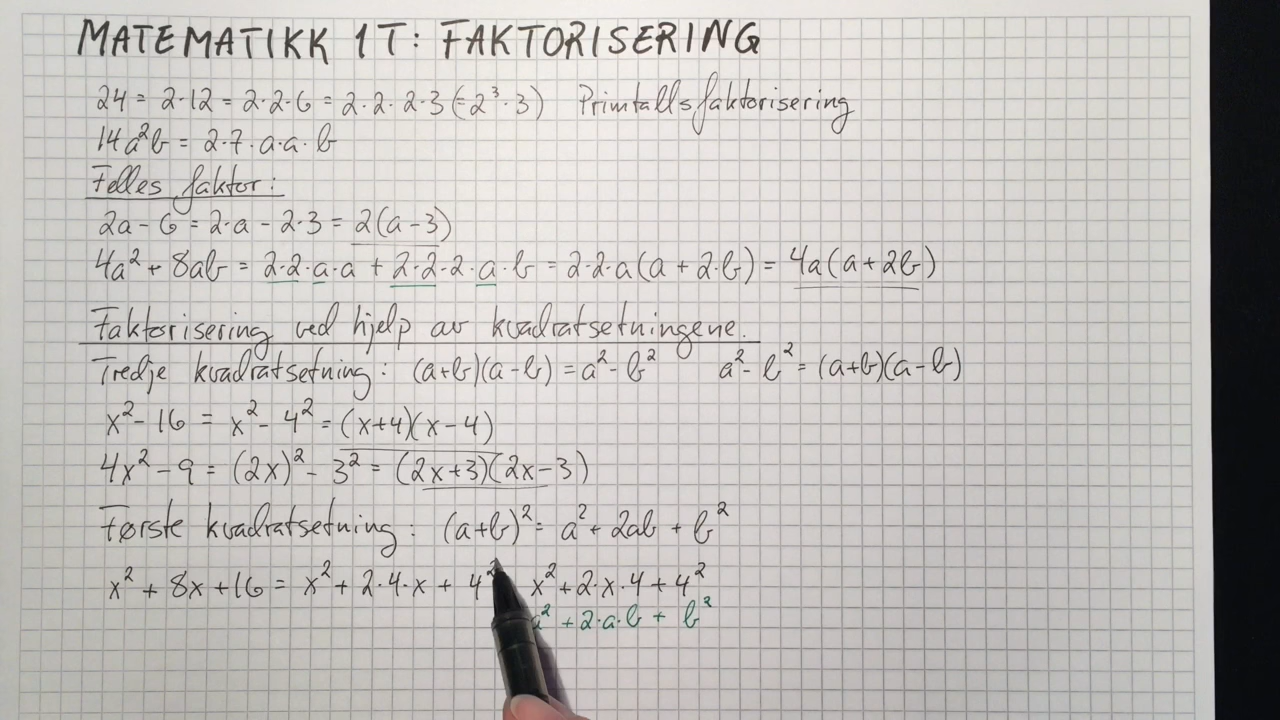 MATEMATIKK 1T: FAKTORISERING
24 = 2·12 = 2·2·6 = 2·2·2·3 (=2³·3) Primtallsfaktorisering
14a²b = 2·7·a·a·b
Felles faktor:
2a - 6 = 2·a - 2·3 = 2(a-3)
4a² + 8ab = 2·2·a·a + 2·2·2·a·b = 2·2·a(a + 2·b) = 4a(a+2b)
Faktorisering ved hjelp av kvadratsetningene.
Tredje kvadratsetning: (a+b)(a-b) = a² - b² a² - b² = (a+b)(a-b)
x² - 16 = x² - 4² = (x+4)(x-4)
4x² - 9 = (2x)² - 3² = (2x+3)(2x-3)
Første kvadratsetning: (a+b)² = a² + 2ab + b²
x² + 8x + 16 = x² + 2·4·x + 4² x² + 2·x·4 + 4²
a² + 2·a·b + b²